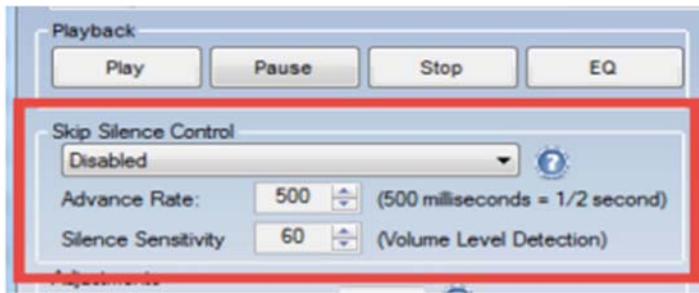 Playback
Play Pause Stop EQ
Skip Silence Control
Disabled
Advance Rate: 500 (500 milliseconds = 1/2 second)
Silence Sensitivity 60 (Volume Level Detection)